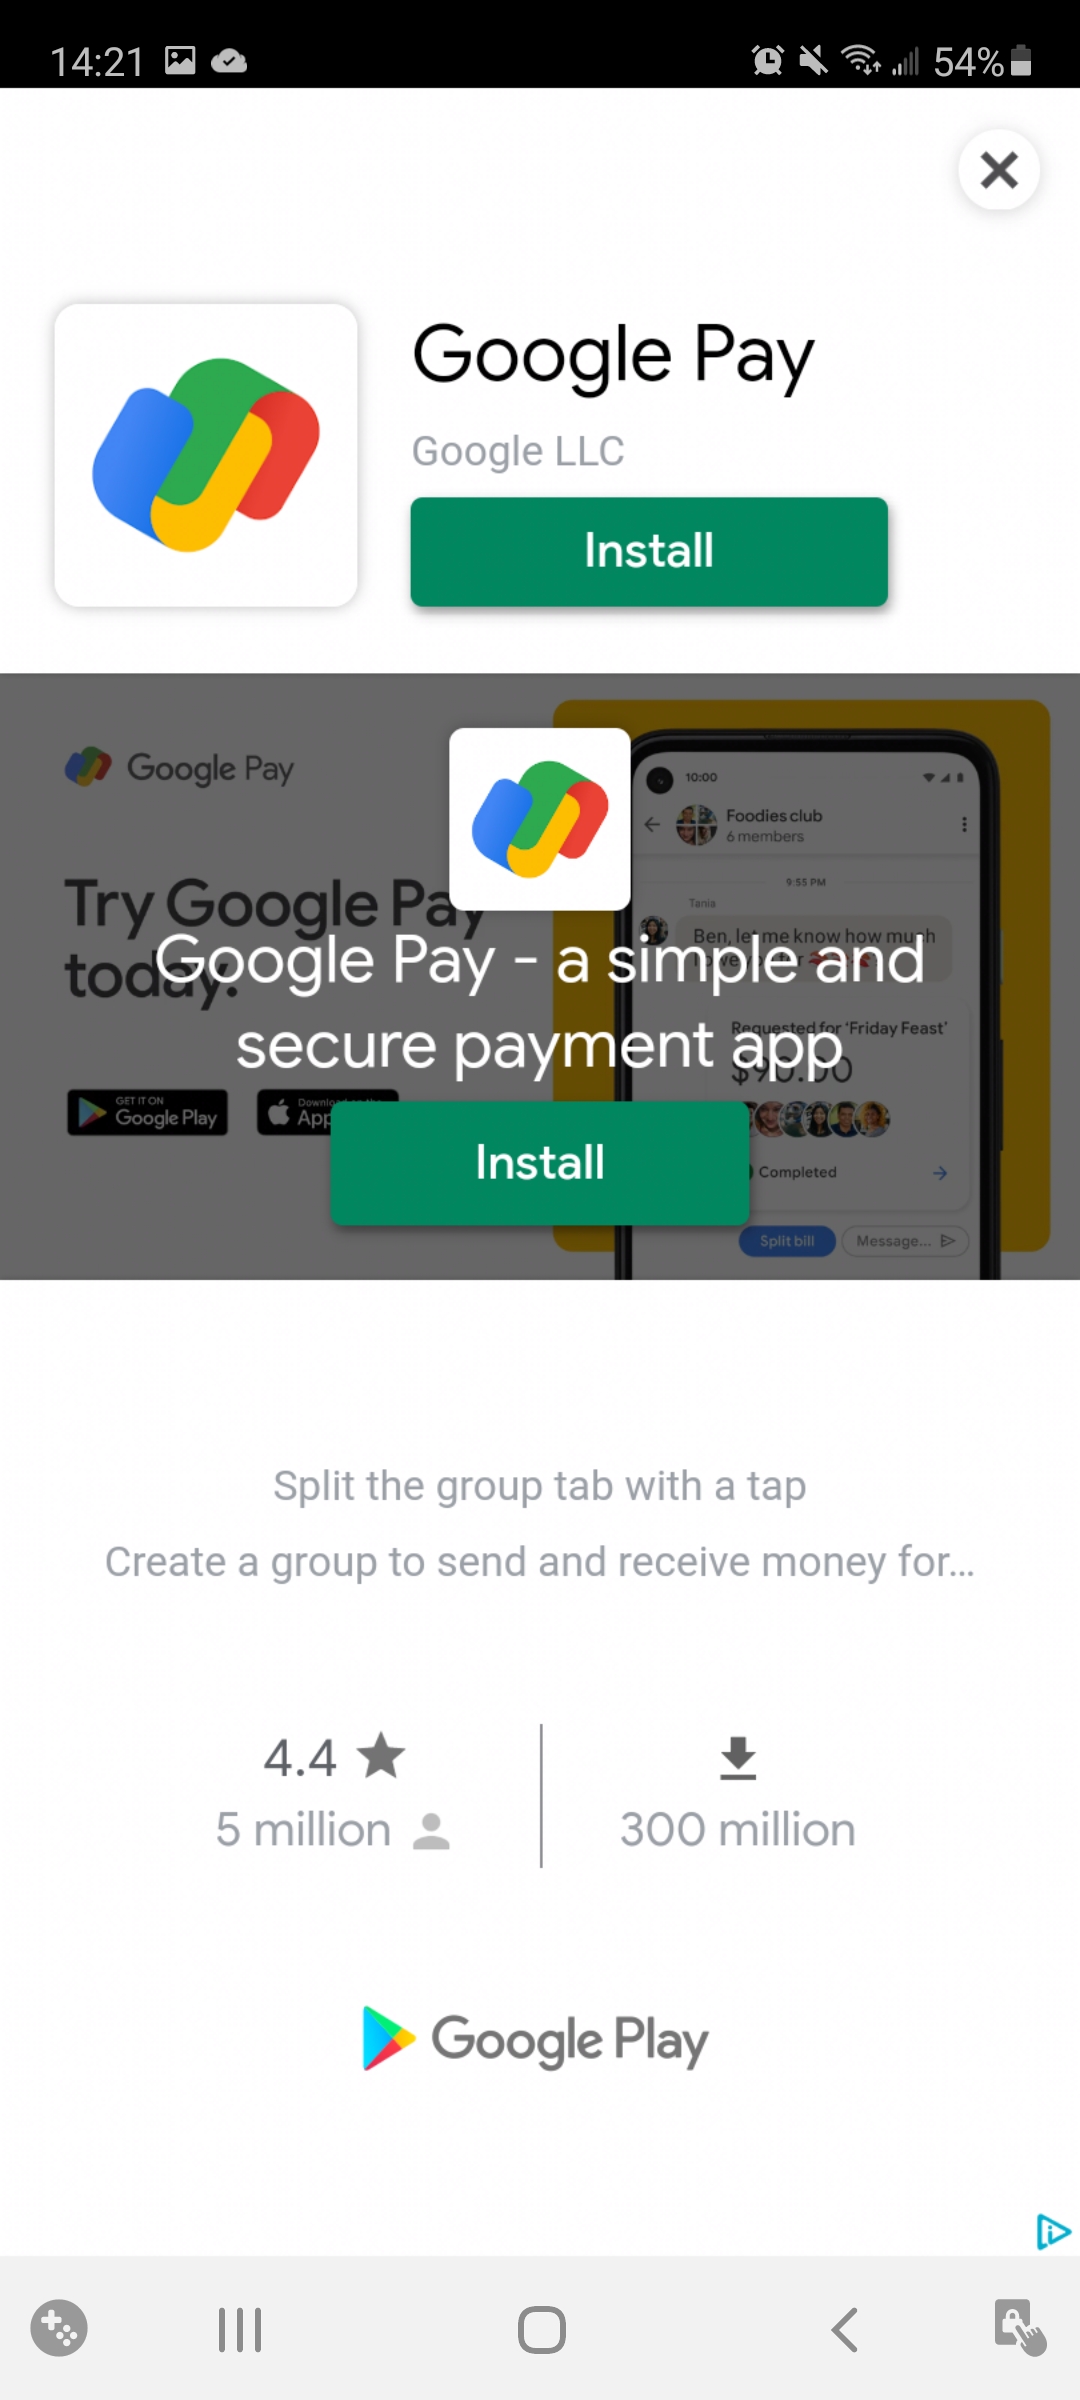 14:21
54%
Google Pay
Google LLC
Install
Google Pay
Try Google Pay
today.
GET IT ON
Google Play
Google Pay - a simple and
secure payment app
Install
10:00
Foodies club
6 members
9:55 PM
Tania
Ben, let me know how much
Requested for 'Friday Feast'
$90.00
Completed
Split bill
Message...
Split the group tab with a tap
Create a group to send and receive money for...
4.4
5 million
300 million
Google Play